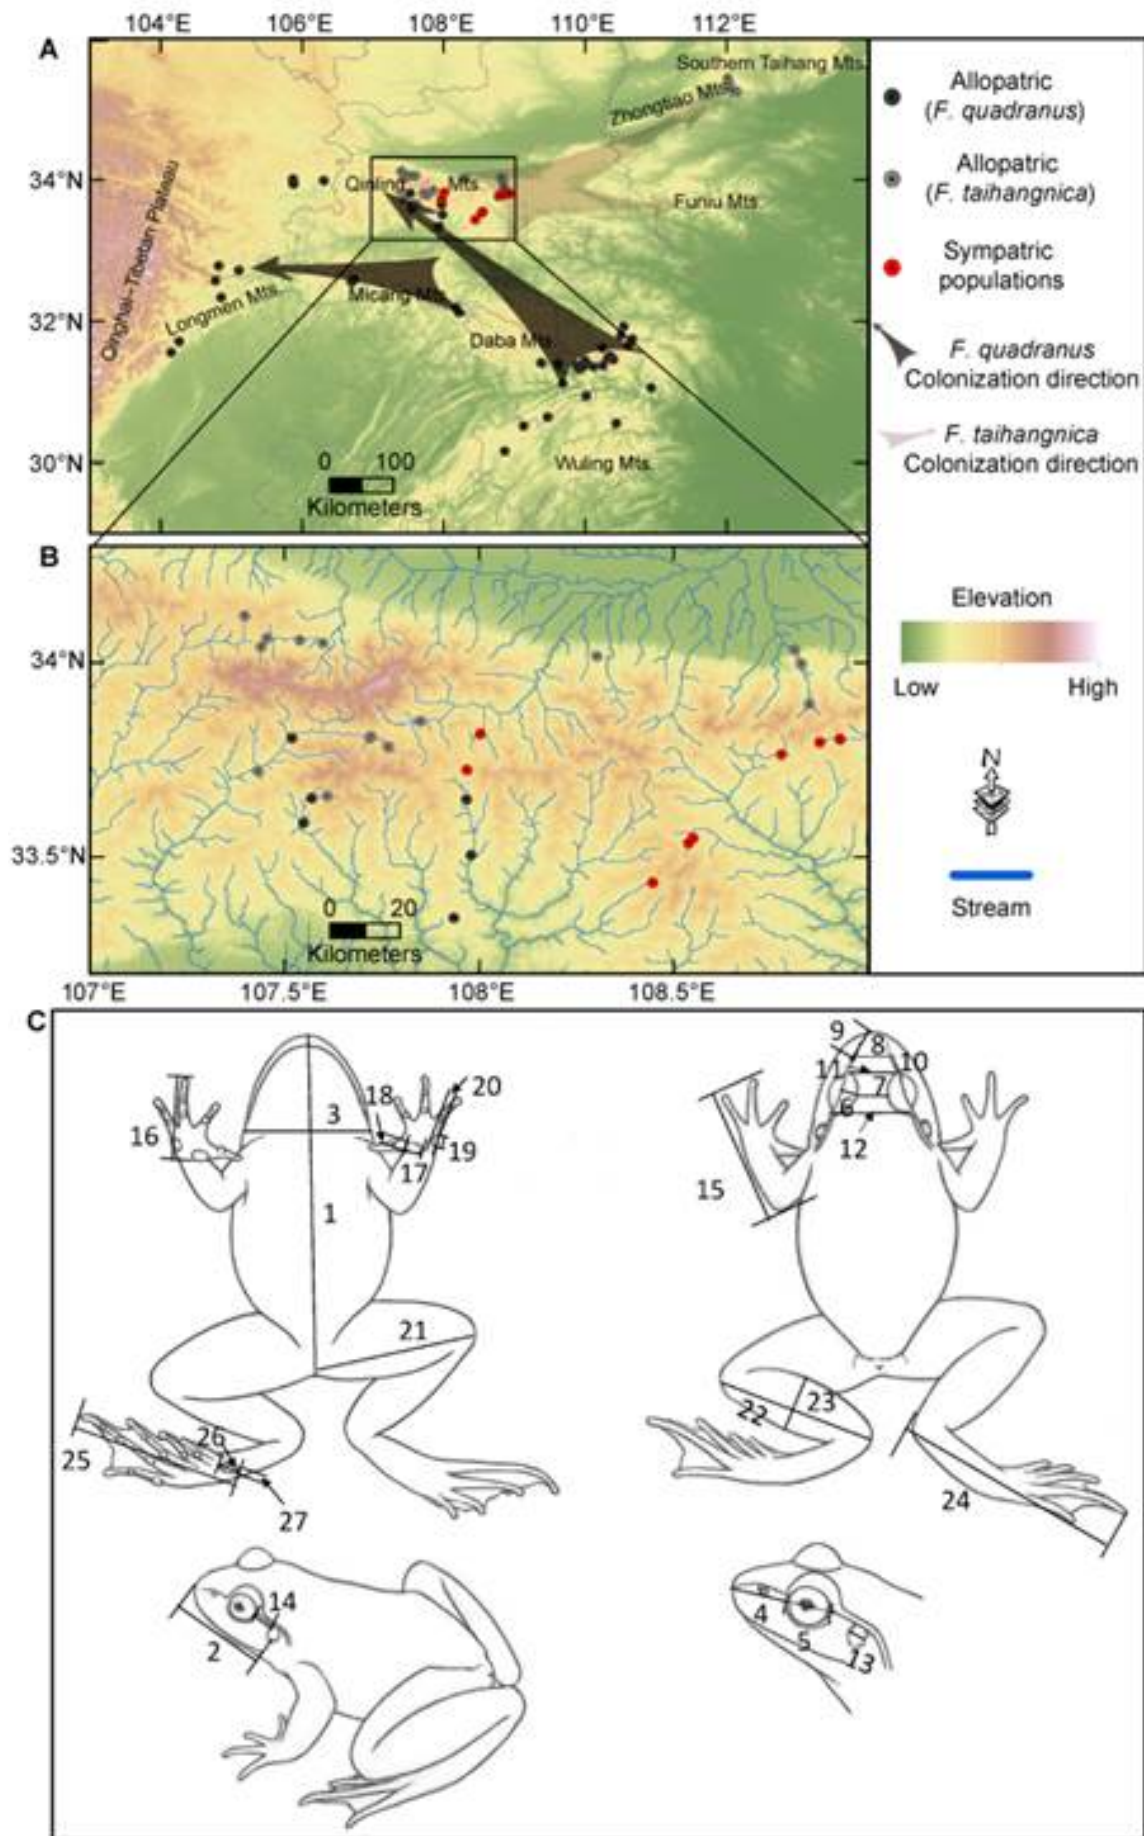 104°E 106°E 108°E 110°E 112°E
A
Southern Taihang Mts.
Zhongtiao Mts.
34°N
Qinling Mts.
Funiu Mts.
Qinghai-Tibetan Plateau
Longmen Mts.
Micang Mts.
32°N
Daba Mts.
30°N
Wuling Mts.
0 100
Kilometers
Allopatric
(F. quadranus)
Allopatric
(F. taihangnica)
Sympatric
populations
F. quadranus
Colonization direction
F. taihangnica
Colonization direction
Elevation
Low High
N
Stream
B
34°N
33.5°N
0 20
Kilometers
107°E 107.5°E 108°E 108.5°E
C
16
3
18
20
19
17
1
21
25
26
27
9
8
11
10
7
6
12
15
22
23
24
14
2
4
5
13